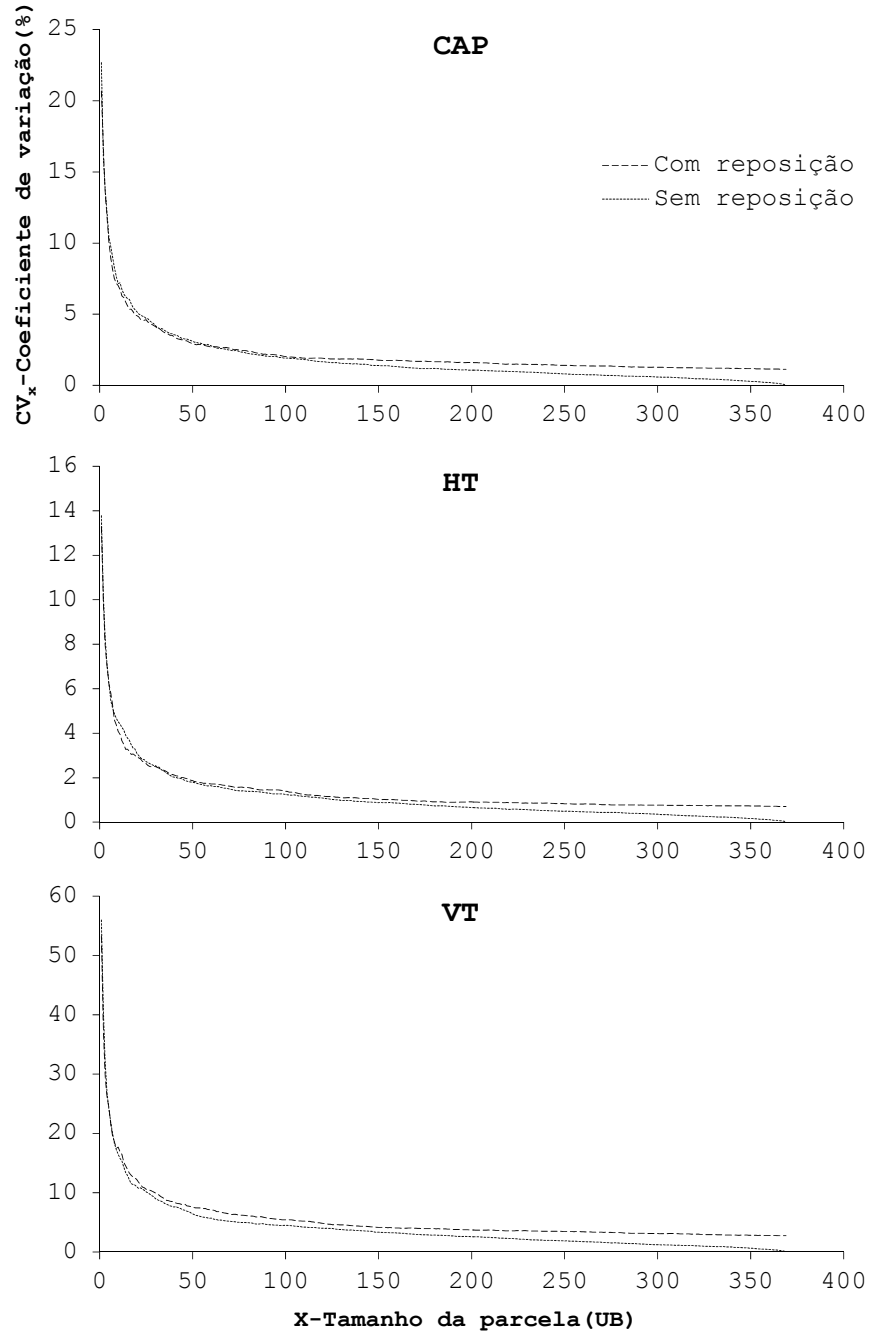 CVx-Coeficiente de variação(%)
CAP
25
20
15
10
5
0
Com reposição
Sem reposição
0 50 100 150 200 250 300 350 400
HT
16
14
12
10
8
6
4
2
0
0 50 100 150 200 250 300 350 400
VT
60
50
40
30
20
10
0
0 50 100 150 200 250 300 350 400
X-Tamanho da parcela(UB)